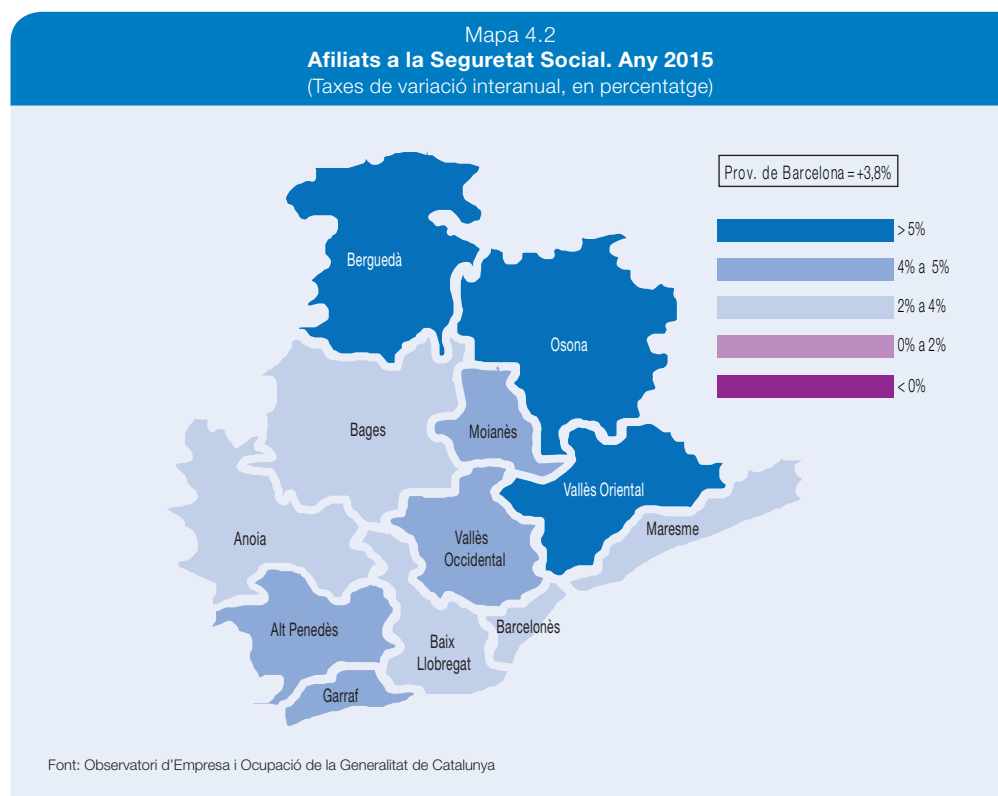 Mapa 4.2
Afiliats a la Seguretat Social. Any 2015
(Taxes de variació interanual, en percentatge)
Prov. de Barcelona = +3,8%
> 5%
4% a 5%
2% a 4%
0% a 2%
< 0%
Berguedà
Osona
Bages
Moianès
Vallès Oriental
Maresme
Anoia
Vallès
Occidental
Alt Penedès
Baix
Llobregat
Barcelonès
Garraf
Font: Observatori d’Empresa i Ocupació de la Generalitat de Catalunya